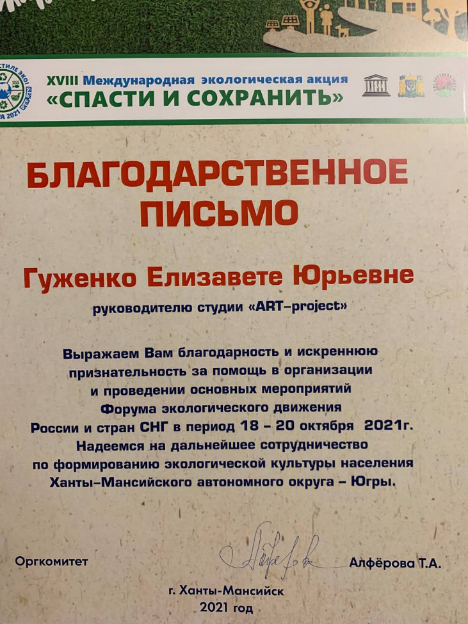 XVIII Международная экологическая акция
«СПАСТИ И СОХРАНИТЬ»
БЛАГОДАРСТВЕННОЕ
ПИСЬМО
Гуженко Елизавете Юрьевне
руководителю студии «ART-project»
Выражаем Вам благодарность и искреннюю
признательность за помощь в организации
и проведении основных мероприятий
Форума экологического движения
России и стран СНГ в период 18 – 20 октября 2021г.
Надеемся на дальнейшее сотрудничество
по формированию экологической культуры населения
Ханты-Мансийского автономного округа – Югры.
Оргкомитет
Алфёрова Т.А.
г. Ханты-Мансийск
2021 год